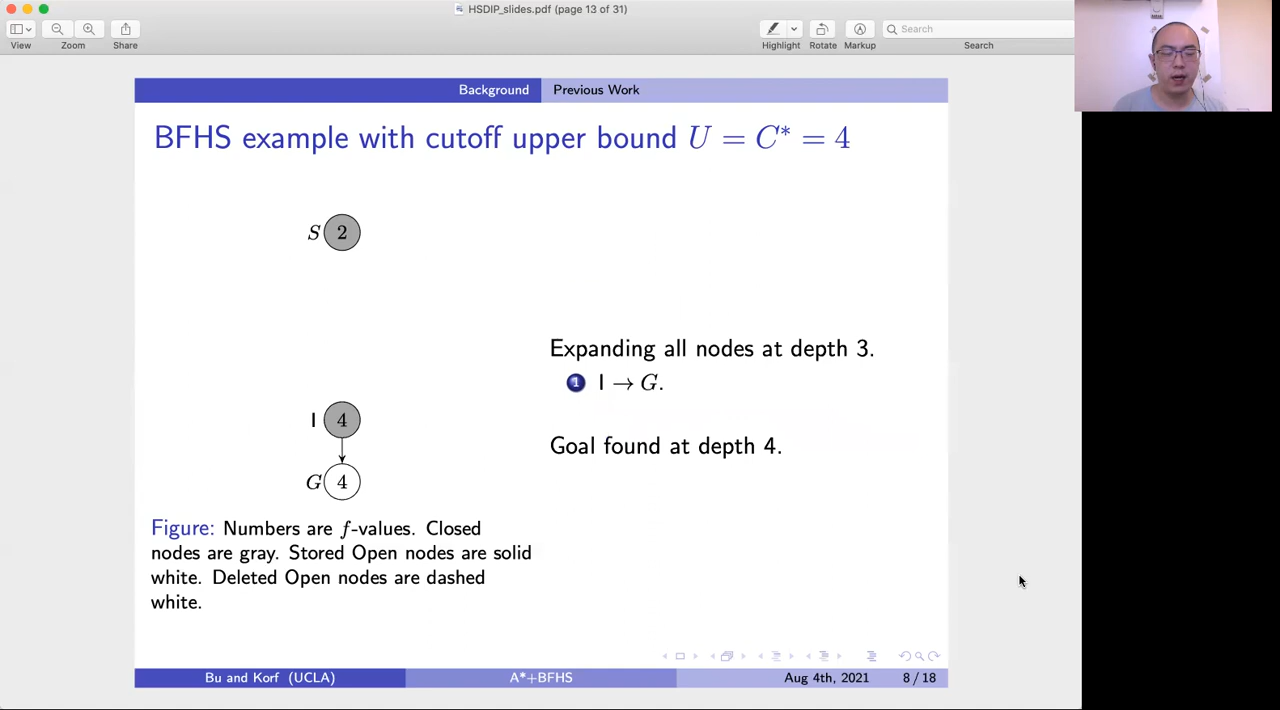 HSDIP_slides.pdf (page 13 of 31)
View Zoom Share Highlight Rotate Markup Search
Search
Background Previous Work
BFHS example with cutoff upper bound U = C* = 4
S 2
Expanding all nodes at depth 3.
1 I → G.
I 4
Goal found at depth 4.
G 4
Figure: Numbers are f-values. Closed
nodes are gray. Stored Open nodes are solid
white. Deleted Open nodes are dashed
white.
Bu and Korf (UCLA) A*+BFHS Aug 4th, 2021 8 / 18